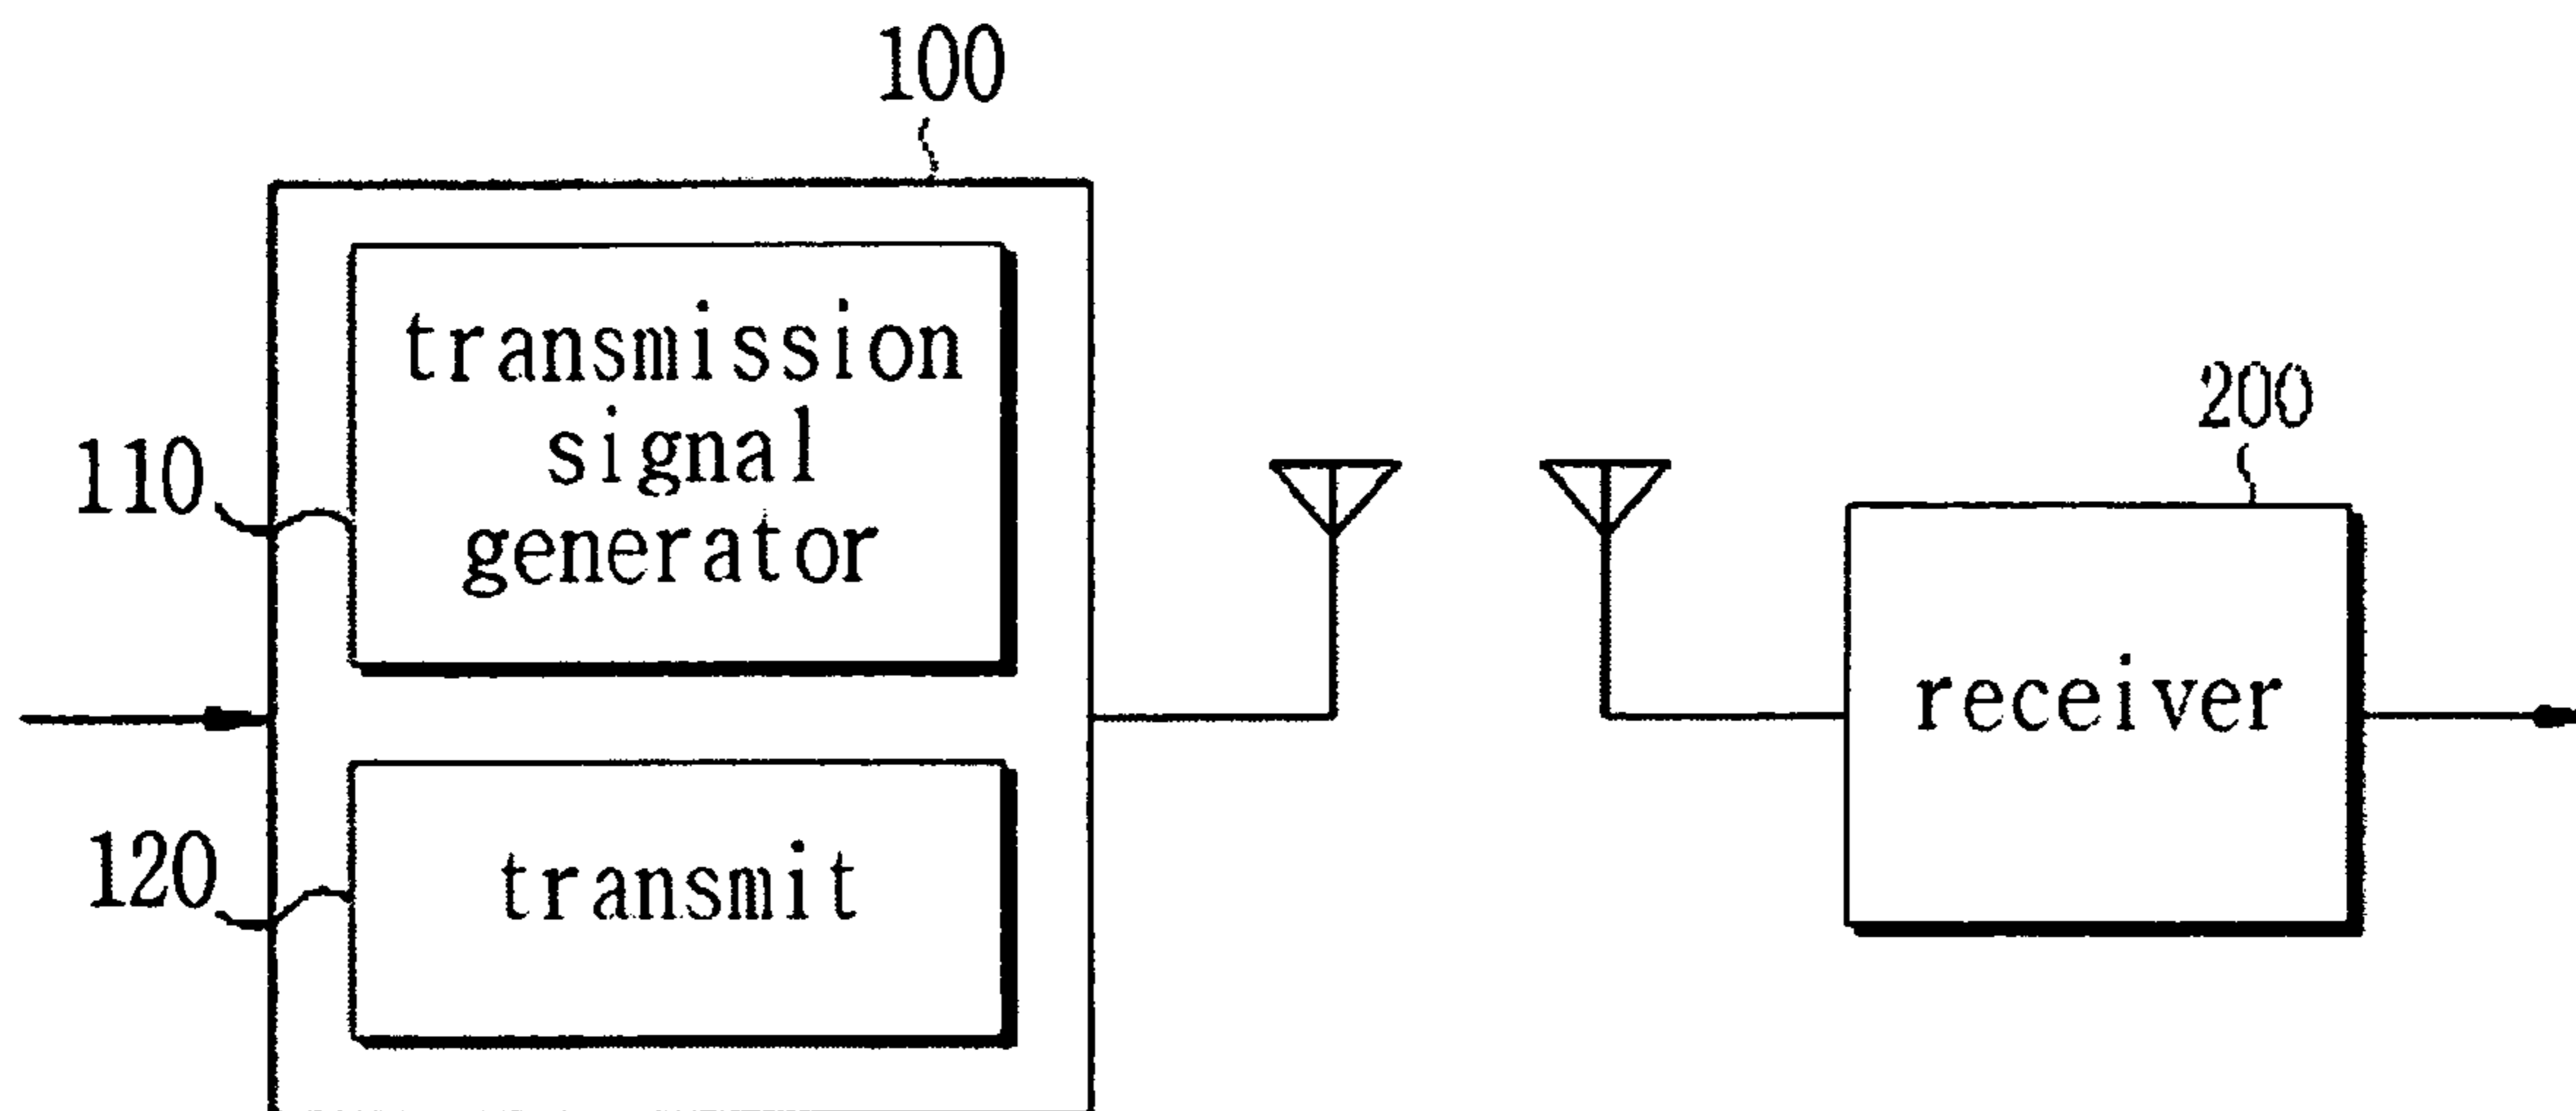 100
transmission
signal
generator
110
200
receiver
120
transmit